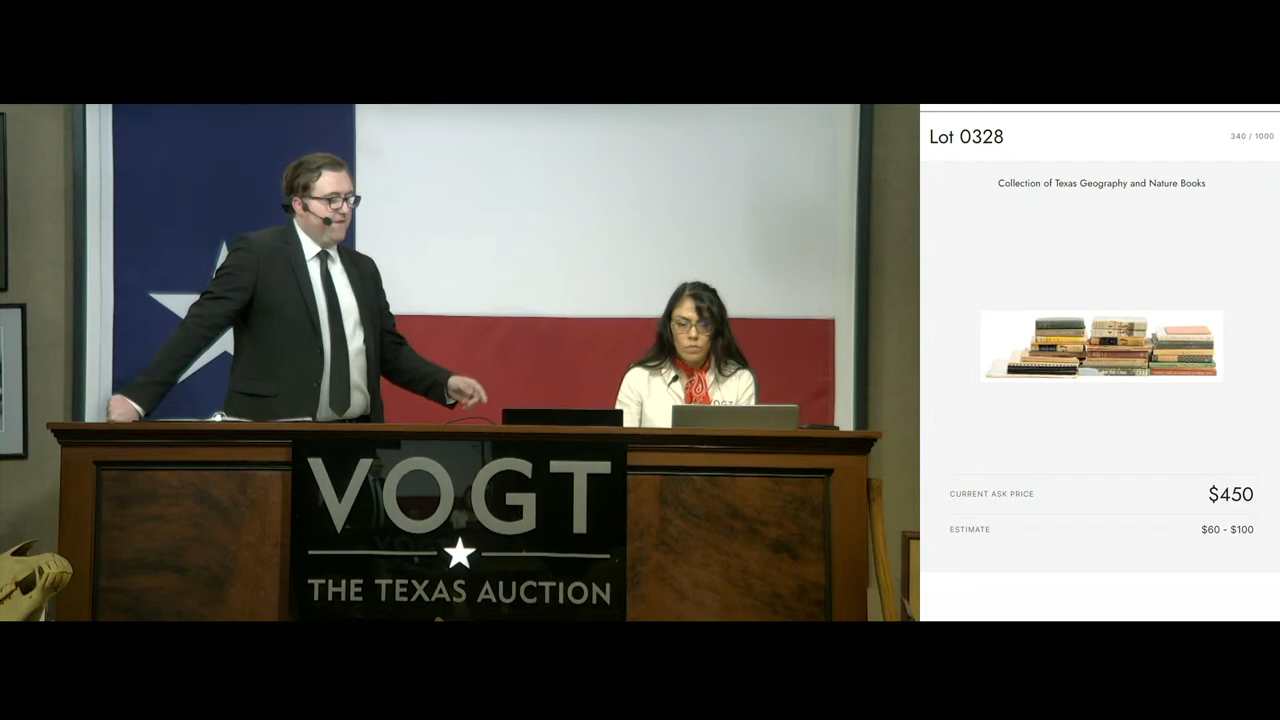 Lot 0328
340 / 1000
Collection of Texas Geography and Nature Books
CURRENT ASK PRICE
$450
ESTIMATE
$60 - $100
VOGT
VOGT
THE TEXAS AUCTION